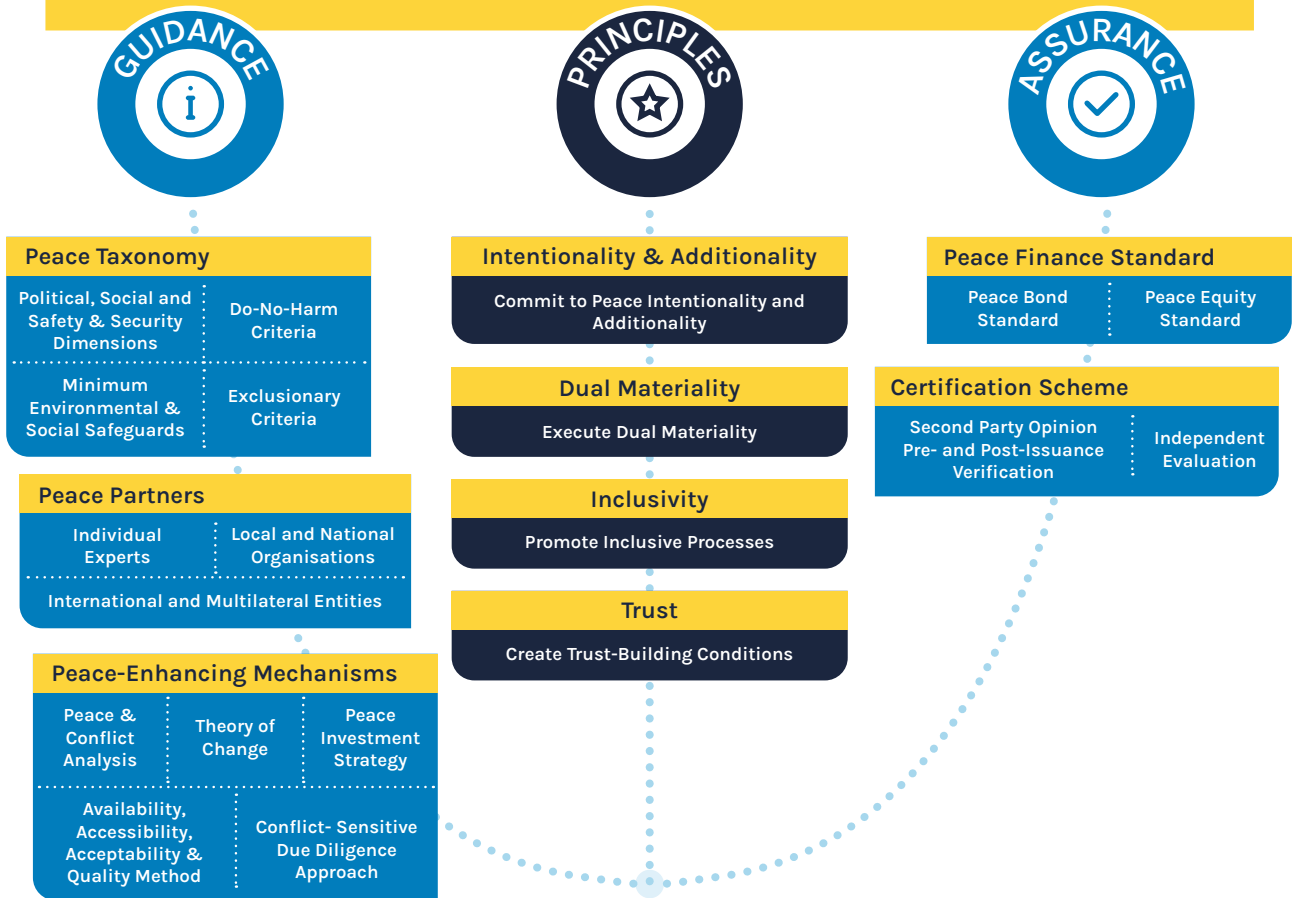 GUIDANCE
Peace Taxonomy
Political, Social and
Safety & Security
Dimensions
Do-No-Harm
Criteria
Minimum
Environmental &
Social Safeguards
Exclusionary
Criteria
Peace Partners
Individual
Experts
Local and National
Organisations
International and Multilateral Entities
Peace-Enhancing Mechanisms
Peace &
Conflict
Analysis
Theory of
Change
Peace
Investment
Strategy
Availability,
Accessibility,
Acceptability &
Quality Method
Conflict- Sensitive
Due Diligence
Approach
PRINCIPLES
Intentionality & Additionality
Commit to Peace Intentionality and
Additionality
Dual Materiality
Execute Dual Materiality
Inclusivity
Promote Inclusive Processes
Trust
Create Trust-Building Conditions
ASSURANCE
Peace Finance Standard
Peace Bond
Standard
Peace Equity
Standard
Certification Scheme
Second Party Opinion
Pre- and Post-Issuance
Verification
Independent
Evaluation